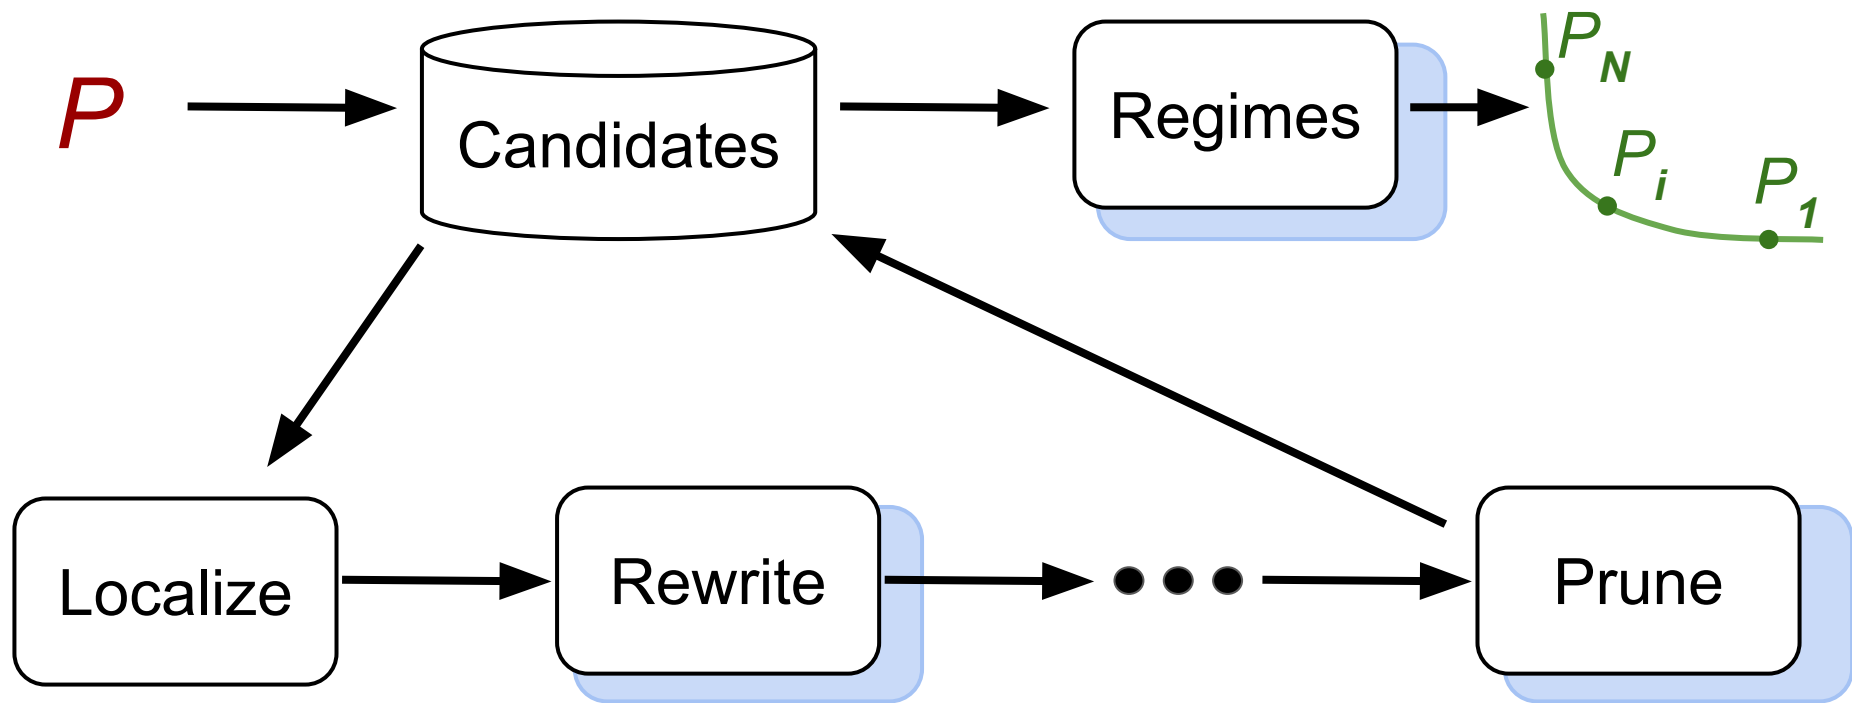 P
Candidates
Regimes
P_N
P_i
P_1
Localize
Rewrite
Prune